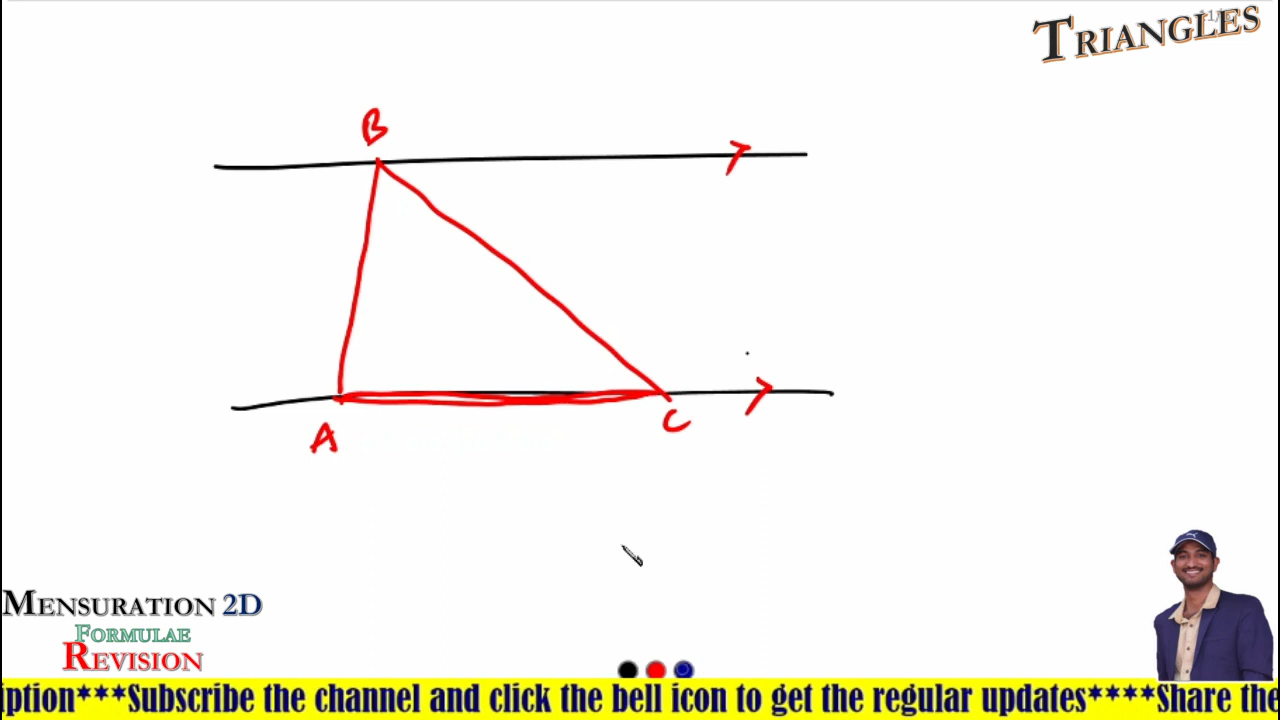 TRIANGLES
B
A
C
MENSURATION 2D
FORMULAE
REVISION
iption***Subscribe the channel and click the bell icon to get the regular updates****Share the